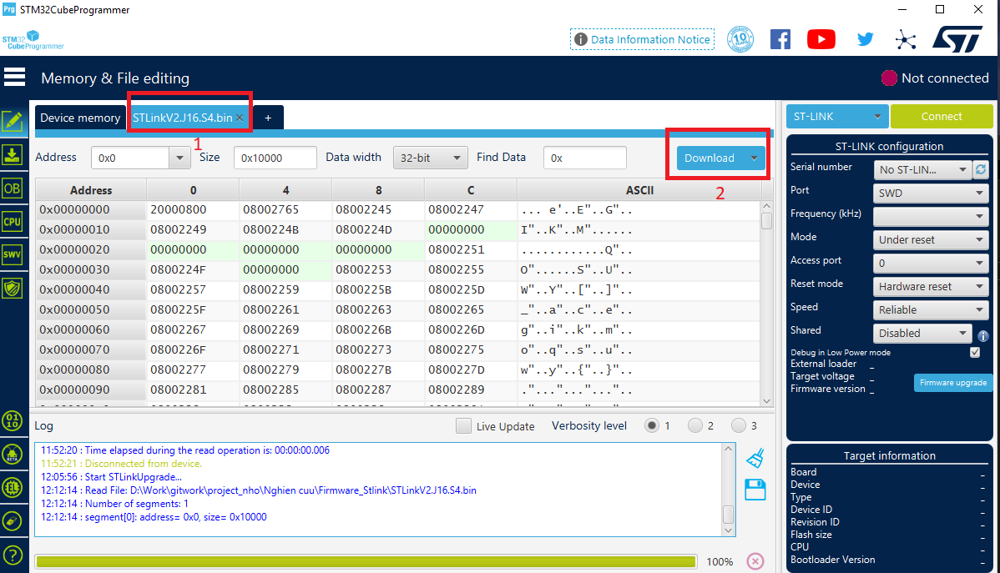 Prg STM32CubeProgrammer
STM32
CubeProgrammer
i Data Information Notice
10
ST
Memory & File editing
Not connected
Device memory STLinkV2.J16.S4.bin × +
1
Address 0x0 Size 0x10000 Data width 32-bit Find Data 0x Download
2
Address 0 4 8 C ASCII
0x00000000 20000800 08002765 08002245 08002247 ... e'..E"..G"..
0x00000010 08002249 0800224B 0800224D 00000000 I"..K"..M"......
0x00000020 00000000 00000000 00000000 08002251 ............Q"..
0x00000030 0800224F 00000000 08002253 08002255 O"......S"..U"..
0x00000040 08002257 08002259 0800225B 0800225D W"..Y"..["..]"..
0x00000050 0800225F 08002261 08002263 08002265 _"..a"..c"..e"..
0x00000060 08002267 08002269 0800226B 0800226D g"..i"..k"..m"..
0x00000070 0800226F 08002271 08002273 08002275 o"..q"..s"..u"..
0x00000080 08002277 08002279 0800227B 0800227D w"..y"..{"..}"..
0x00000090 08002281 08002285 08002287 08002289 ."..."..."..."..
Log
Live Update Verbosity level 1 2 3
11:52:20 : Time elapsed during the read operation is: 00:00:00.006
11:52:21 : Disconnected from device.
12:05:56 : Start STLinkUpgrade...
12:12:14 : Read File: D:\Work\gitwork\project_nho\Nghien cuu\Firmware_Stlink\STLinkV2.J16.S4.bin
12:12:14 : Number of segments: 1
12:12:14 : segment[0]: address= 0x0, size= 0x10000
100%
OB
CPU
SWV
01
10
BETA
?
ST-LINK Connect
ST-LINK configuration
Serial number No ST-LIN...
Port SWD
Frequency (kHz)
Mode Under reset
Access port 0
Reset mode Hardware reset
Speed Reliable
Shared Disabled i
Debug in Low Power mode
External loader _
Target voltage _
Firmware version _
Firmware upgrade
Target information
Board _
Device _
Type _
Device ID _
Revision ID _
Flash size _
CPU _
Bootloader Version _